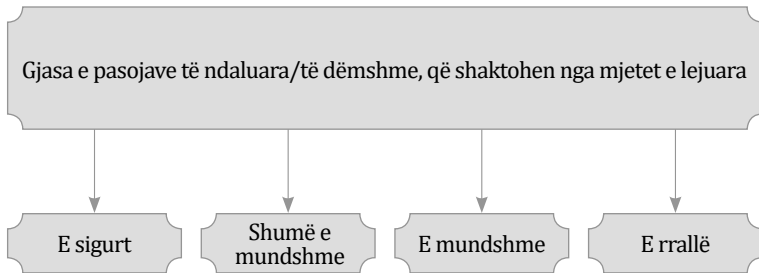 Gjasa e pasojave të ndaluara/të dëmshme, që shaktohen nga mjetet e lejuara
E sigurt
Shumë e
mundshme
E mundshme
E rrallë